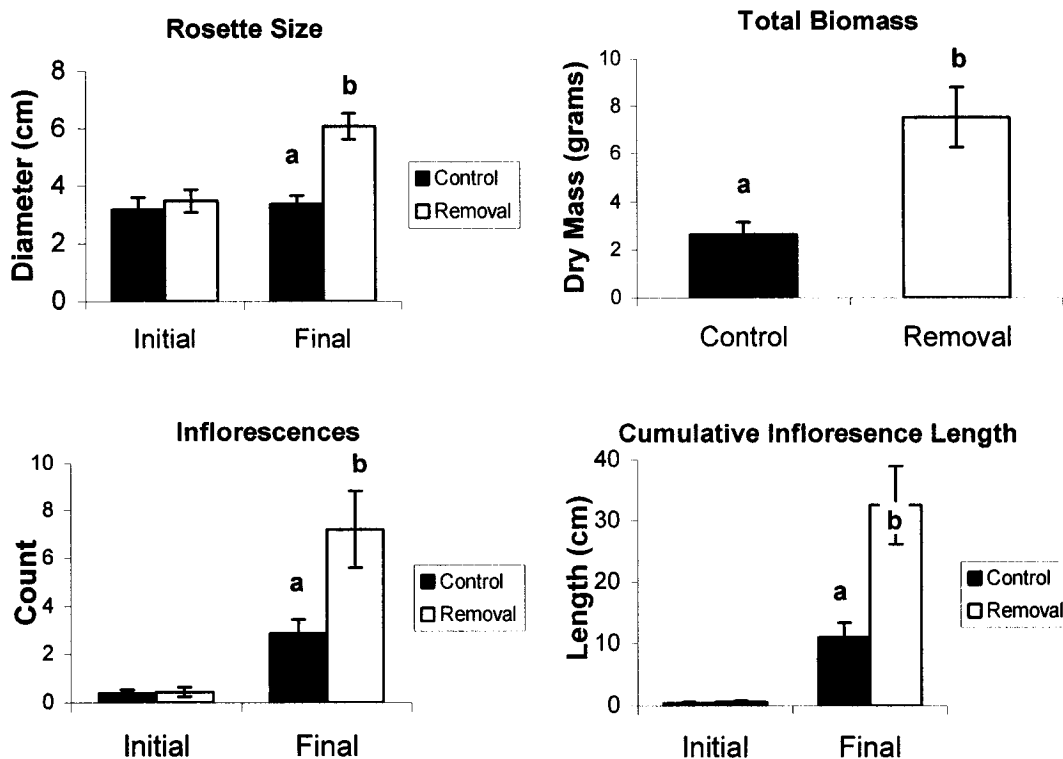 Rosette Size
8
6
4
2
0
Diameter (cm)
a
b
Initial
Final
Control
Removal
Total Biomass
10
8
6
4
2
0
Dry Mass (grams)
a
b
Control
Removal
Inflorescences
10
8
6
4
2
0
Count
a
b
Initial
Final
Control
Removal
Cumulative Infloresence Length
40
30
20
10
0
Length (cm)
a
b
Initial
Final
Control
Removal